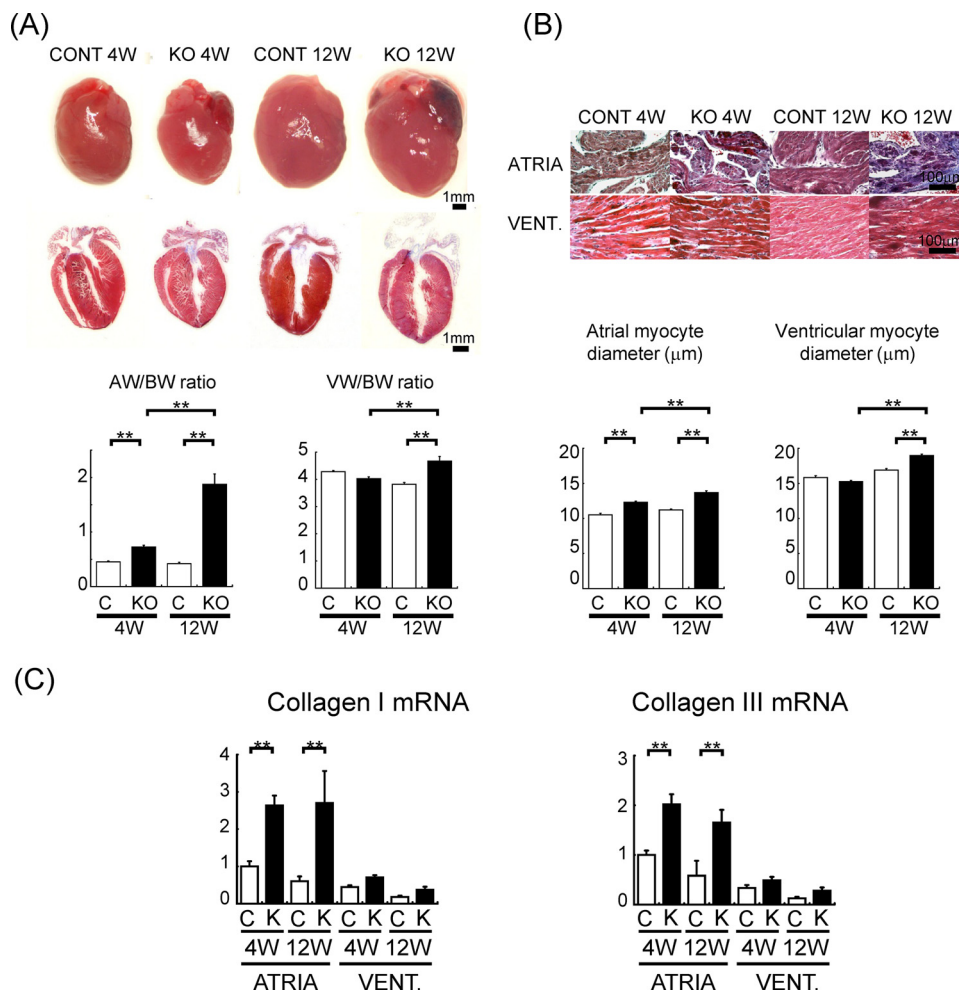 (A)
CONT 4W KO 4W CONT 12W KO 12W
1mm
1mm
AW/BW ratio
**
** **
2
1
0
C KO C KO
4W 12W
VW/BW ratio
**
**
5
4
3
2
1
0
C KO C KO
4W 12W
(B)
CONT 4W KO 4W CONT 12W KO 12W
ATRIA
100μm
VENT.
100μm
Atrial myocyte
diameter (μm)
**
** **
20
15
10
5
0
C KO C KO
4W 12W
Ventricular myocyte
diameter (μm)
**
**
20
15
10
5
0
C KO C KO
4W 12W
(C)
Collagen I mRNA
** **
4
3
2
1
0
C K C K C K C K
4W 12W 4W 12W
ATRIA VENT.
Collagen III mRNA
** **
3
2
1
0
C K C K C K C K
4W 12W 4W 12W
ATRIA VENT.